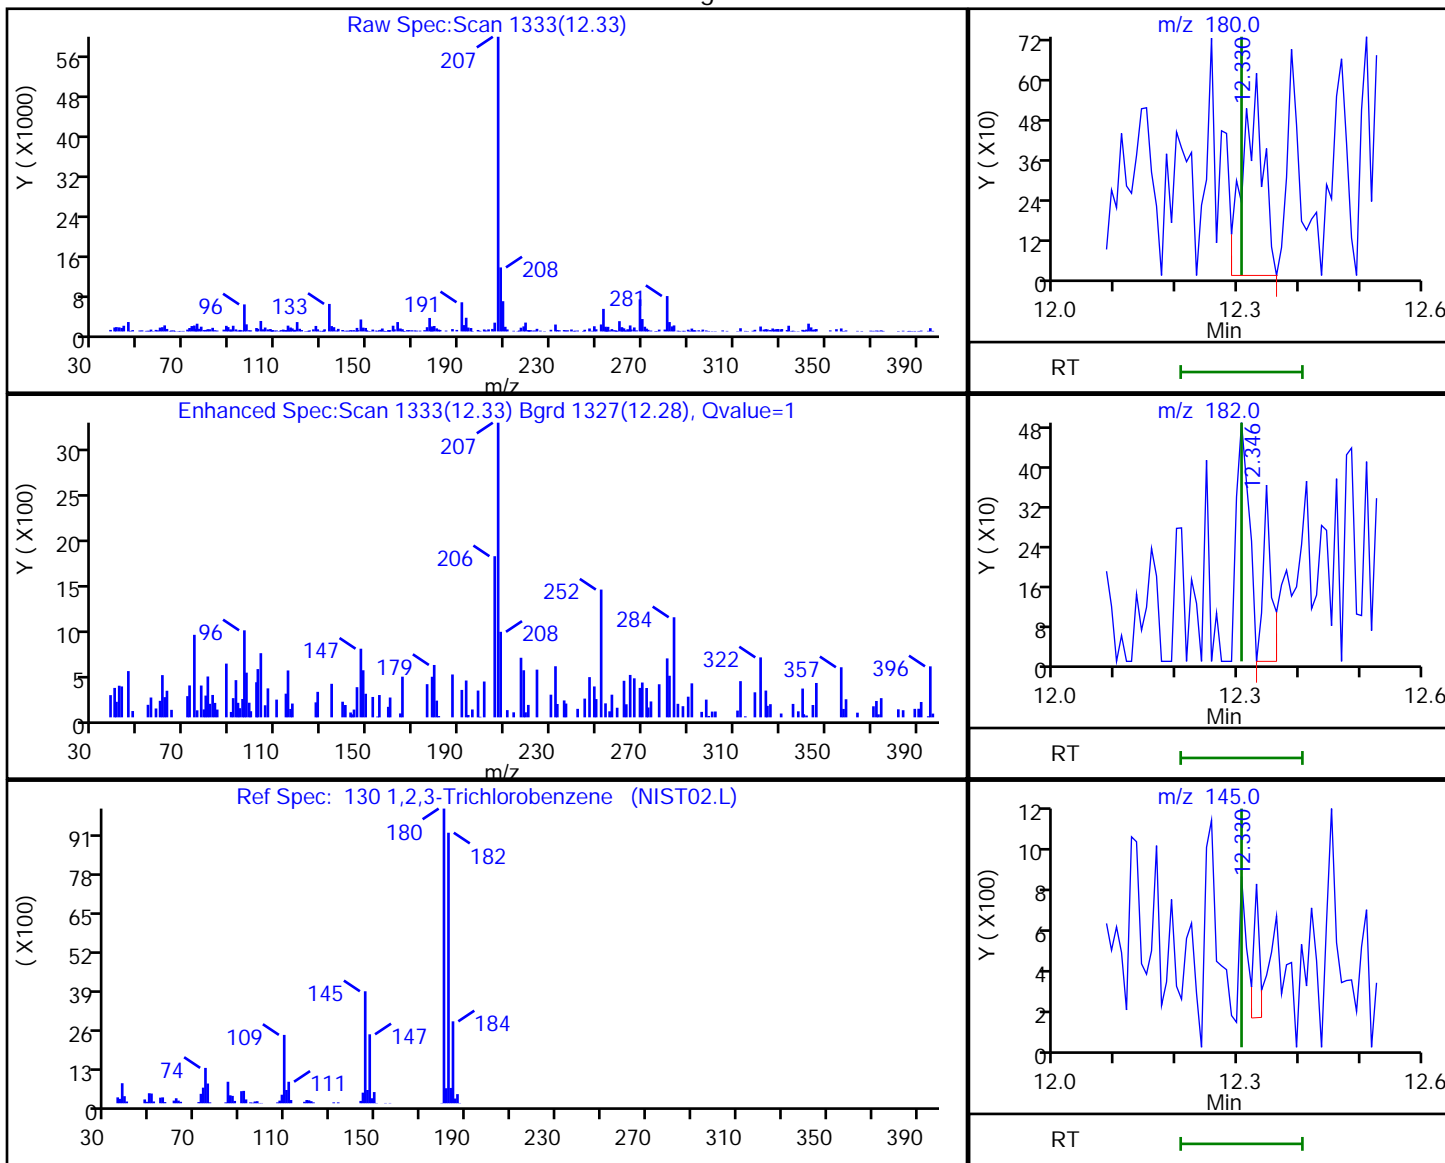 Raw Spec:Scan 1333(12.33)
Y ( X1000)
56
48
40
32
24
16
8
0
207
208
96
133
191
281
30 70 110 150 190 230 270 310 350 390
m/z
m/z 180.0
Y ( X10)
72
60
48
36
24
12
0
12.330
12.0 12.3 12.6
Min
RT
Enhanced Spec:Scan 1333(12.33) Bgrd 1327(12.28), Qvalue=1
Y ( X100)
30
25
20
15
10
5
0
207
206
252
284
208
96
147
179
322
357
396
30 70 110 150 190 230 270 310 350 390
m/z
m/z 182.0
Y ( X10)
48
40
32
24
16
8
0
12.346
12.0 12.3 12.6
Min
RT
Ref Spec: 130 1,2,3-Trichlorobenzene (NIST02.L)
( X100)
91
78
65
52
39
26
13
0
180
182
145
184
109
147
74
111
30 70 110 150 190 230 270 310 350 390
m/z 145.0
Y ( X100)
12
10
8
6
4
2
0
12.330
12.0 12.3 12.6
Min
RT